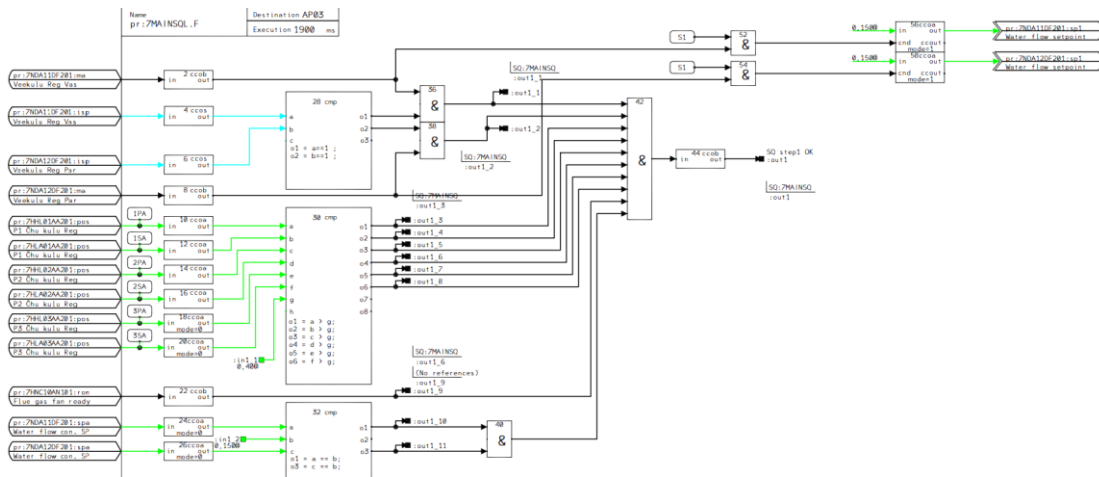 Name
pr:7MAINSQL.F
Destination AP03
Execution 1900 ms
pr:7NDA11DF201:ma
Veekulu Reg Vas
pr:7NDA11DF201:isp
Veekulu Reg Vas
pr:7NDA12DF201:isp
Veekulu Reg Par
pr:7NDA12DF201:ma
Veekulu Reg Par
pr:7HHL01AA201:pos
P1 Õhu kulu Reg
pr:7HLA01AA201:pos
P1 Õhu kulu Reg
pr:7HHL02AA201:pos
P2 Õhu kulu Reg
pr:7HLA02AA201:pos
P2 Õhu kulu Reg
pr:7HHL03AA201:pos
P3 Õhu kulu Reg
pr:7HLA03AA201:pos
P3 Õhu kulu Reg
pr:7HNC10AN101:ron
Flue gas fan ready
pr:7NDA11DF201:spa
Water flow con. SP
pr:7NDA12DF201:spa
Water flow con. SP
1PA
1SA
2PA
2SA
3PA
3SA
2 ccob
in out
4 ccos
in out
6 ccos
in out
8 ccob
in out
10 ccoa
in out
12 ccoa
in out
14 ccoa
in out
16 ccoa
in out
18ccoa
in out
mode=0
20ccoa
in out
mode=0
22 ccob
in out
24ccoa
in out
mode=0
26ccoa
in out
mode=0
:in1_1
0,400
:in1_2
0,1500
28 cmp
a o1
b o2
c o3
o1 = a==1 ;
o2 = b==1 ;
30 cmp
a o1
b o2
c o3
d o4
e o5
f o6
g o7
h o8
o1 = a > g;
o2 = b > g;
o3 = c > g;
o4 = d > g;
o5 = e > g;
o6 = f > g;
32 cmp
a o1
b o2
c o3
o1 = a == b;
o3 = c == b;
36
&
38
&
SQ:7MAINSQ
:out1_1
:out1_1
:out1_2
SQ:7MAINSQ
:out1_2
SQ:7MAINSQ
:out1_3
:out1_3
:out1_4
:out1_5
:out1_6
:out1_7
:out1_8
SQ:7MAINSQ
:out1_6
(No references)
:out1_9
:out1_9
:out1_10
:out1_11
40
&
42
&
44ccob
in out
SQ step1 OK
:out1
SQ:7MAINSQ
:out1
S1
52
&
S1
54
&
0,1500
56ccoa
in out
cnd ccout
mode=1
0,1500
58ccoa
in out
cnd ccout
mode=1
pr:7NDA11DF201:sp1
Water flow setpoint
pr:7NDA12DF201:sp1
Water flow setpoint